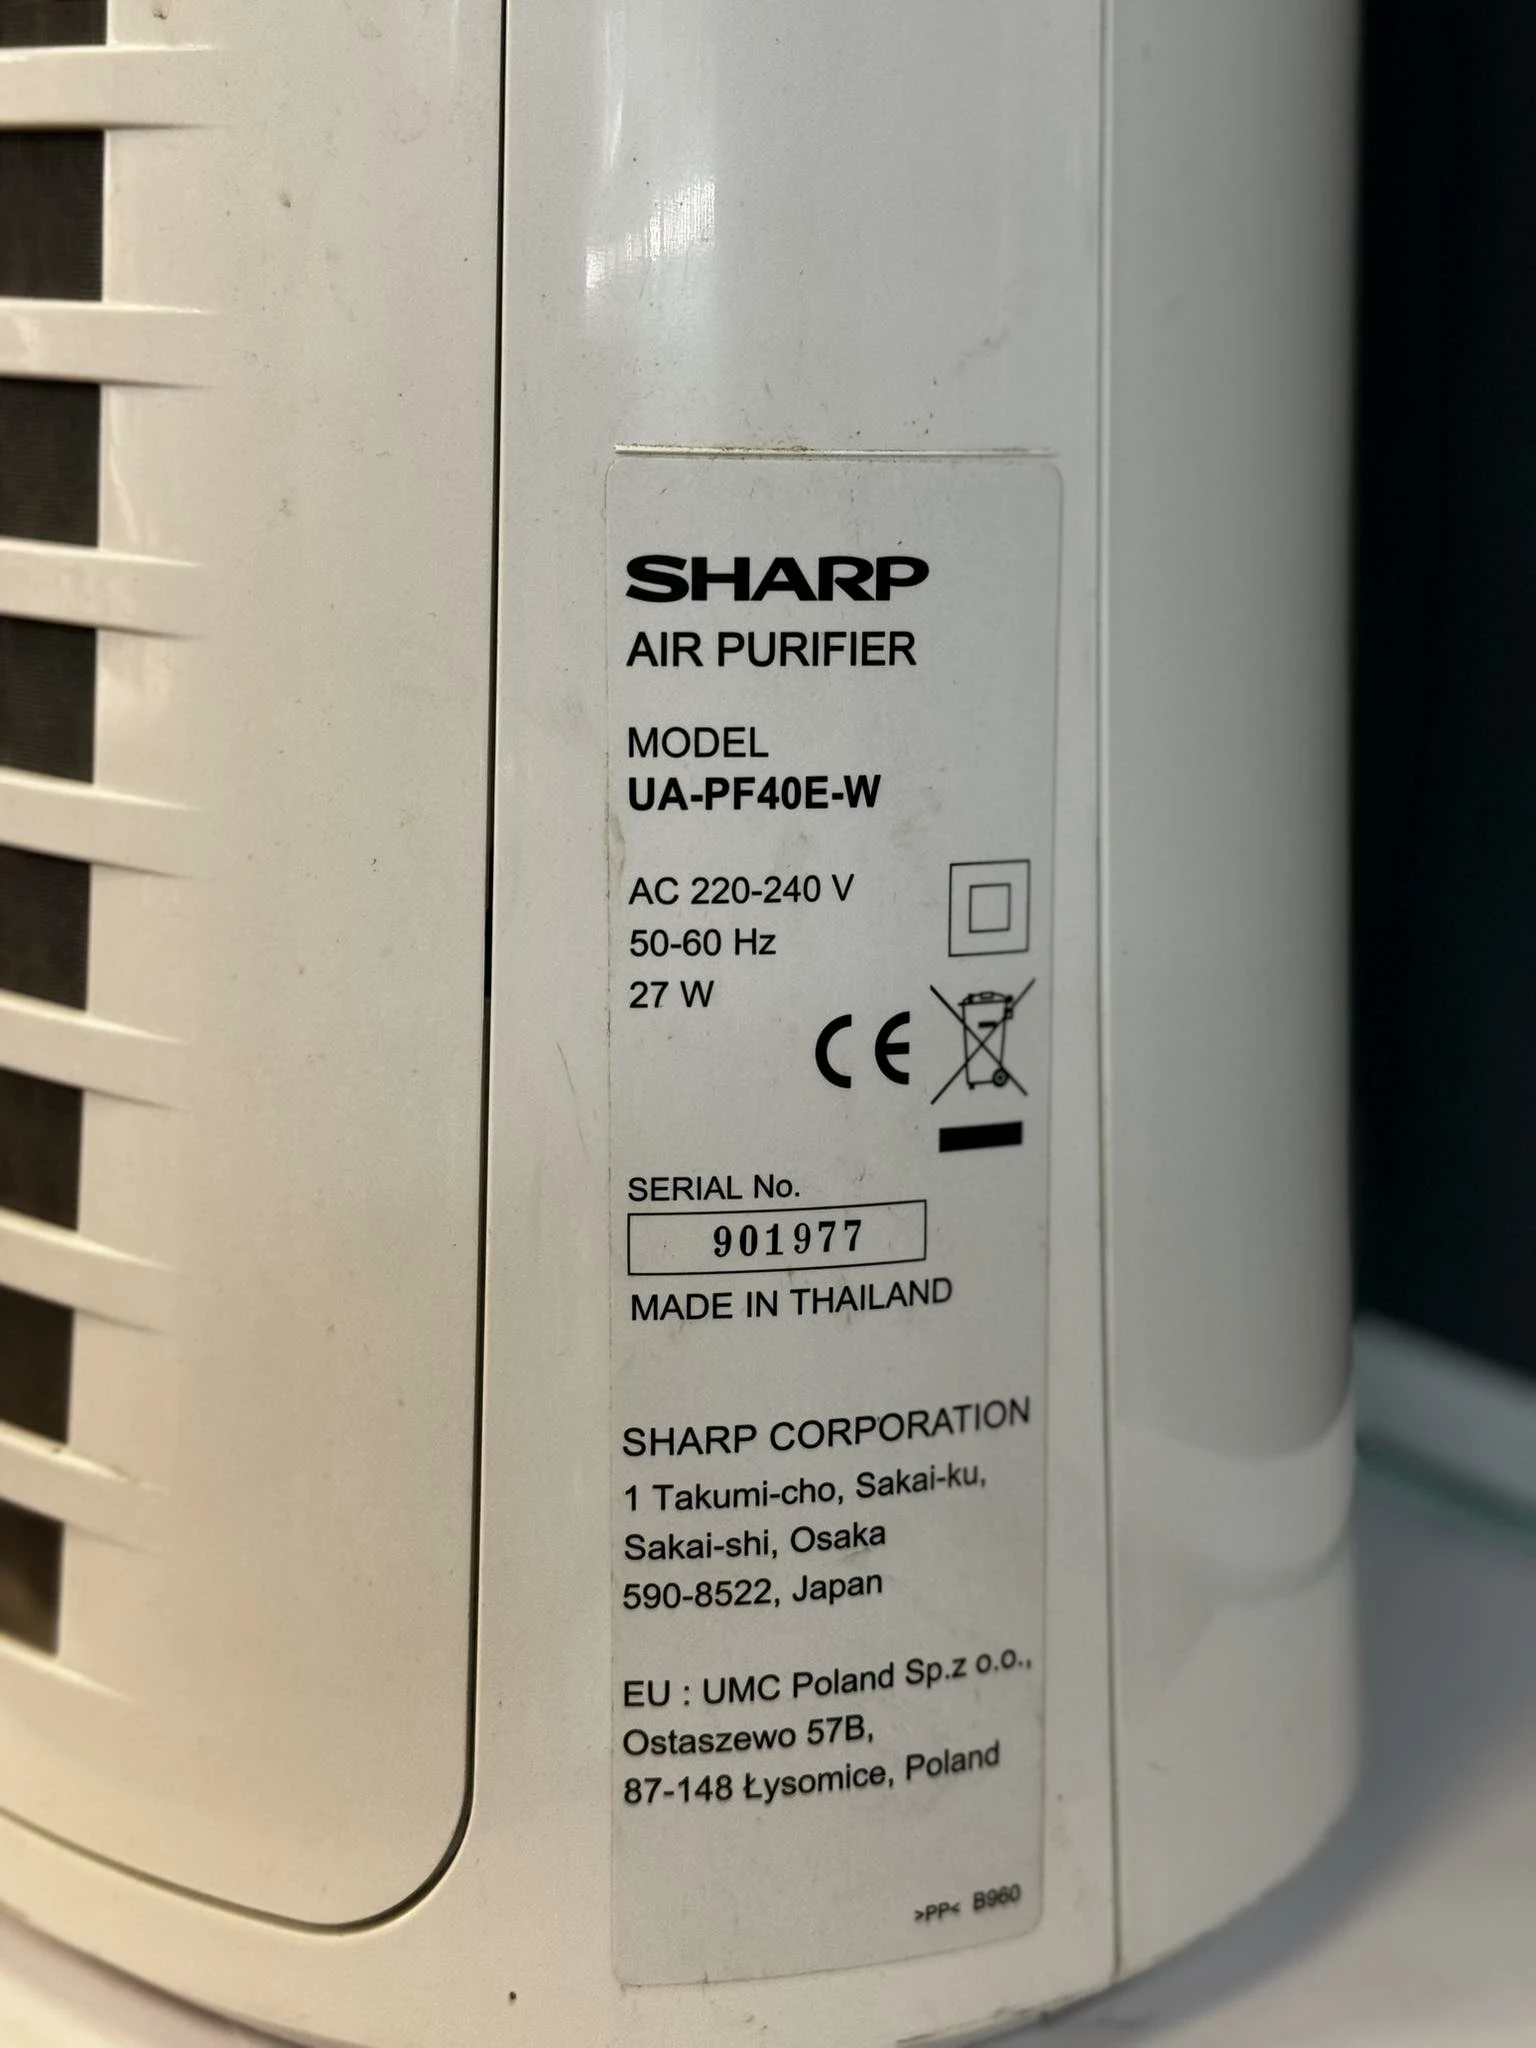 SHARP
AIR PURIFIER
MODEL
UA-PF40E-W
AC 220-240 V
50-60 Hz
27 W
CE
SERIAL No.
901977
MADE IN THAILAND
SHARP CORPORATION
1 Takumi-cho, Sakai-ku,
Sakai-shi, Osaka
590-8522, Japan
EU : UMC Poland Sp.z o.o.,
Ostaszewo 57B,
87-148 Łysomice, Poland
>PP< B960